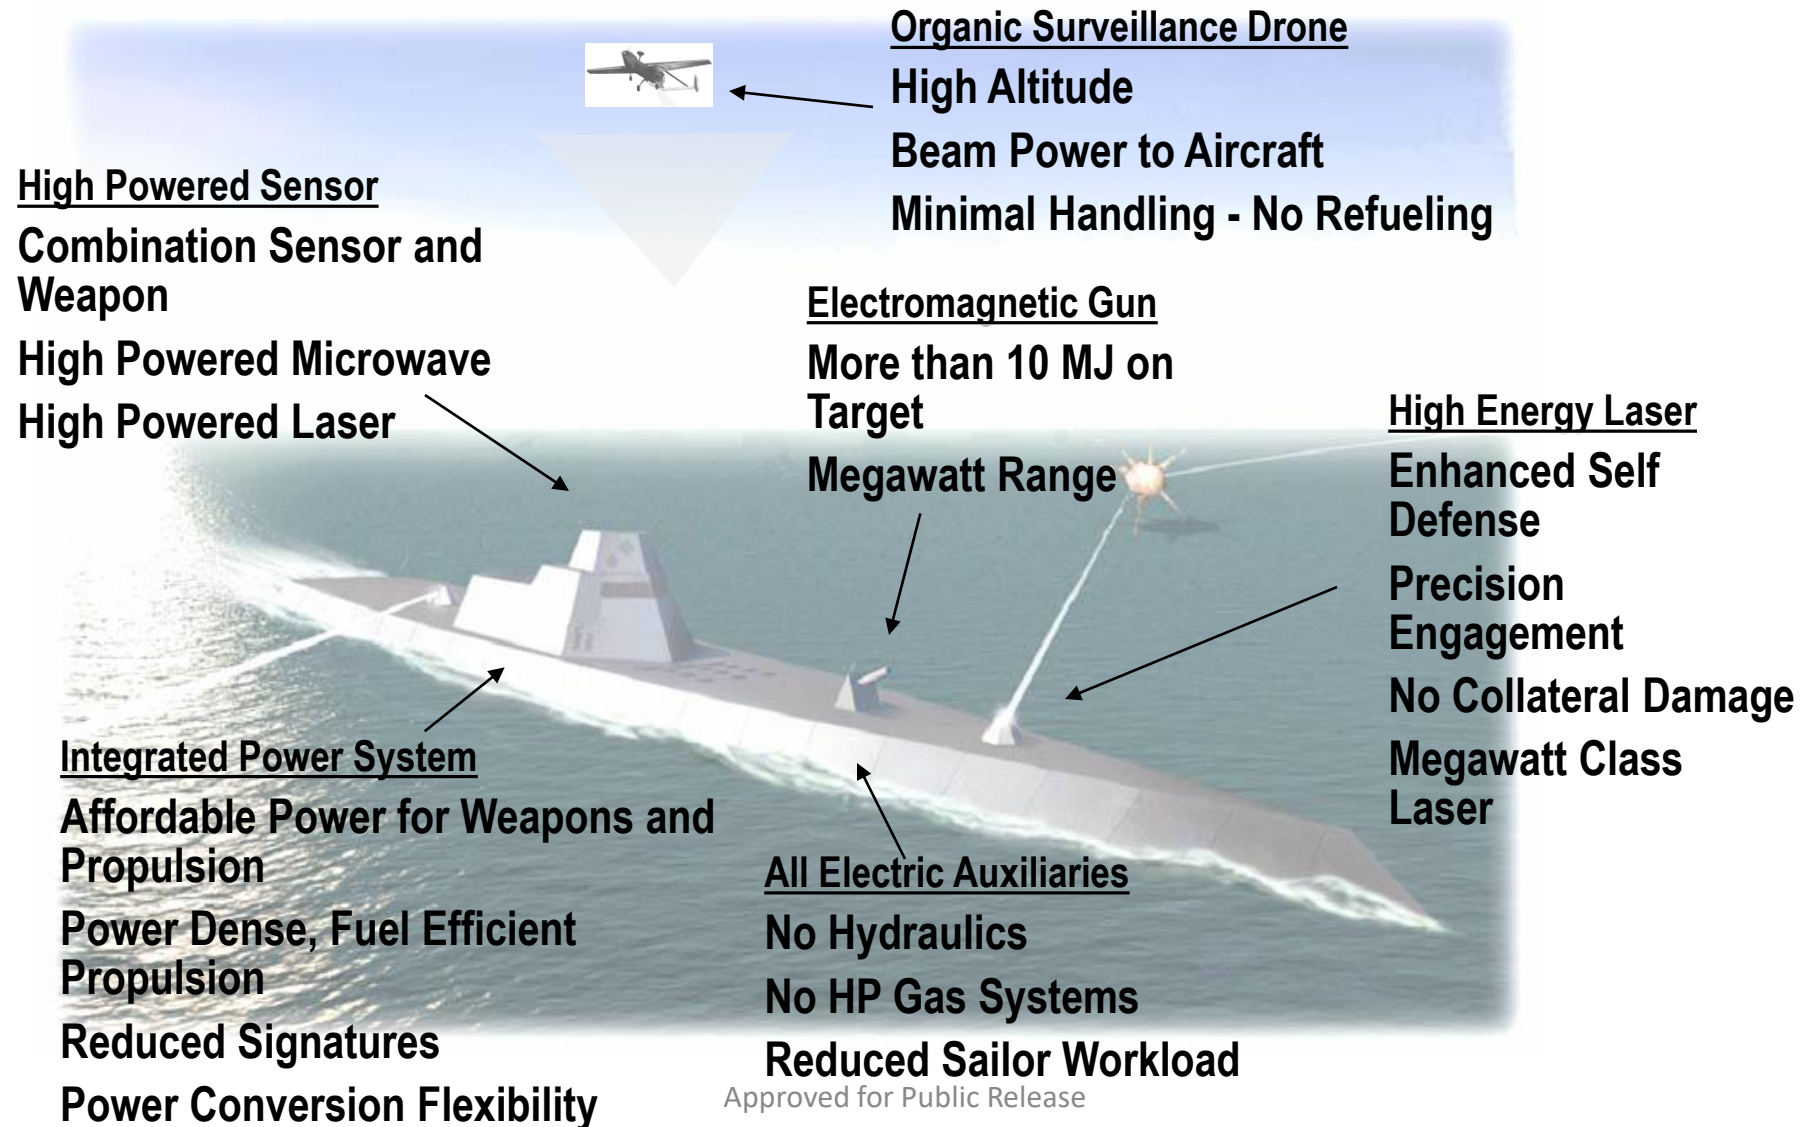 Organic Surveillance Drone
High Altitude
Beam Power to Aircraft
Minimal Handling - No Refueling
High Powered Sensor
Combination Sensor and
Weapon
High Powered Microwave
High Powered Laser
Electromagnetic Gun
More than 10 MJ on
Target
Megawatt Range
High Energy Laser
Enhanced Self
Defense
Precision
Engagement
No Collateral Damage
Megawatt Class
Laser
Integrated Power System
Affordable Power for Weapons and
Propulsion
Power Dense, Fuel Efficient
Propulsion
Reduced Signatures
Power Conversion Flexibility
All Electric Auxiliaries
No Hydraulics
No HP Gas Systems
Reduced Sailor Workload
Approved for Public Release